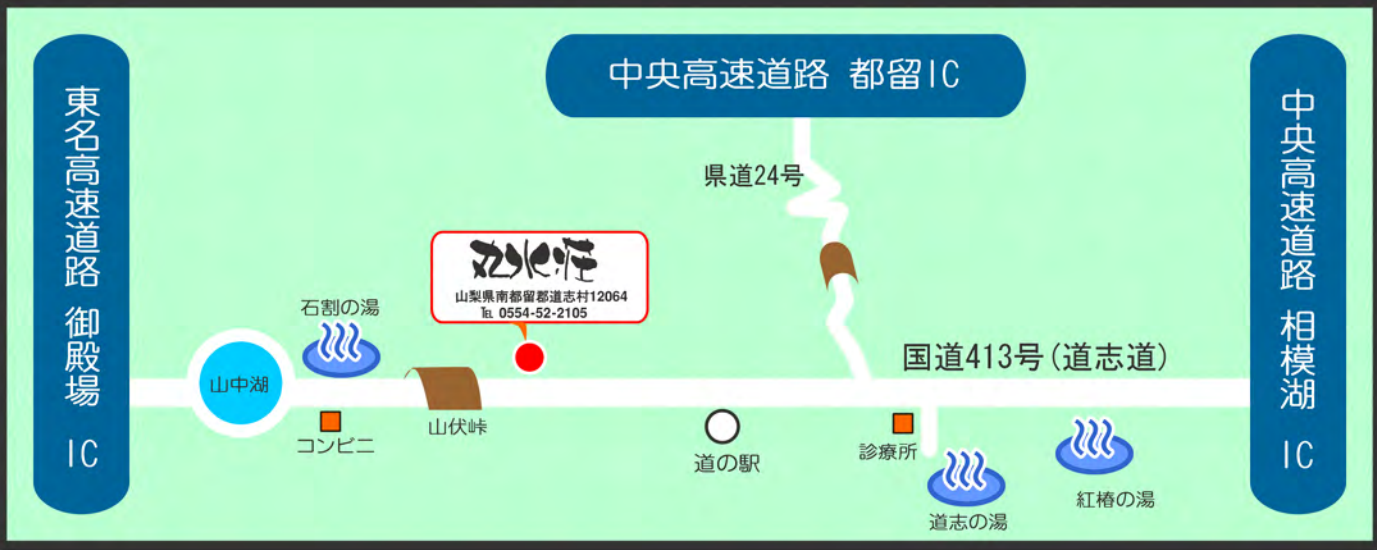 中央高速道路 都留IC
東名高速道路 御殿場 IC
中央高速道路 相模湖 IC
県道24号
丸水荘
山梨県南都留郡道志村12064
℡ 0554-52-2105
石割の湯
国道413号(道志道)
山中湖
コンビニ
山伏峠
道の駅
診療所
道志の湯
紅椿の湯